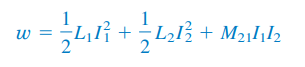 w = 1/2 L₁I₁² + 1/2 L₂I₂² + M₂₁I₁I₂